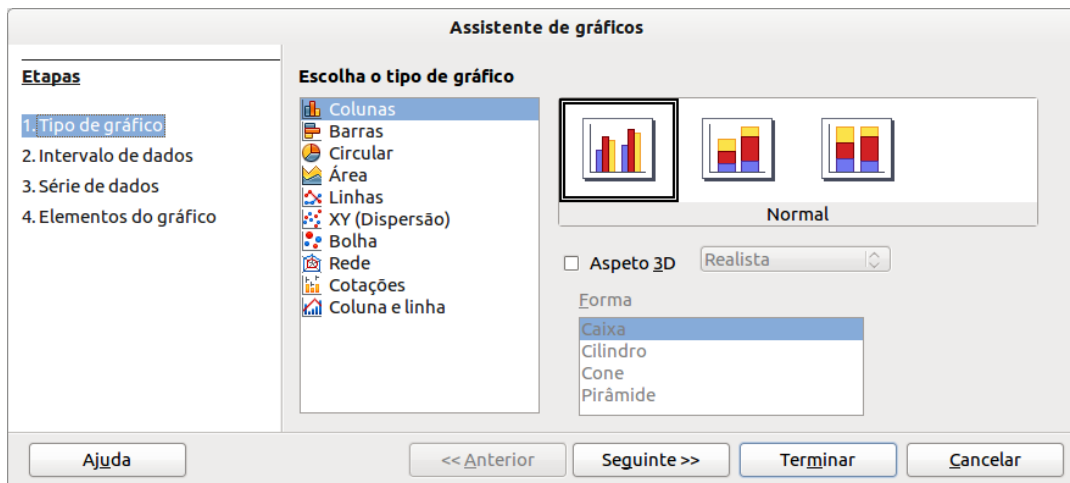 Assistente de gráficos
Etapas
1. Tipo de gráfico
2. Intervalo de dados
3. Série de dados
4. Elementos do gráfico
Escolha o tipo de gráfico
Colunas
Barras
Circular
Área
Linhas
XY (Dispersão)
Bolha
Rede
Cotações
Coluna e linha
Normal
Aspeto 3D
Realista
Forma
Caixa
Cilindro
Cone
Pirâmide
Ajuda
<< Anterior
Seguinte >>
Terminar
Cancelar